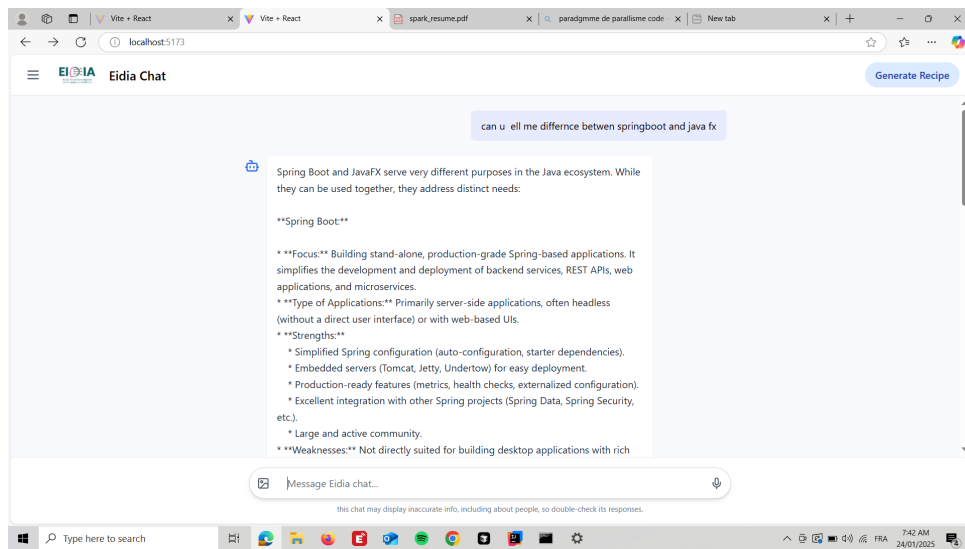 Vite + React
Vite + React
spark_resume.pdf
paradgmme de parailisme code -
New tab
localhost:5173
EIDIA
Eidia Chat
Generate Recipe
can u ell me differnce betwen springboot and java fx
Spring Boot and JavaFX serve very different purposes in the Java ecosystem. While
they can be used together, they address distinct needs:
**Spring Boot:**
* **Focus:** Building stand-alone, production-grade Spring-based applications. It
simplifies the development and deployment of backend services, REST APIs, web
applications, and microservices.
* **Type of Applications:** Primarily server-side applications, often headless
(without a direct user interface) or with web-based UIs.
* **Strengths:**
* Simplified Spring configuration (auto-configuration, starter dependencies).
* Embedded servers (Tomcat, Jetty, Undertow) for easy deployment.
* Production-ready features (metrics, health checks, externalized configuration).
* Excellent integration with other Spring projects (Spring Data, Spring Security,
etc.).
* Large and active community.
* **Weaknesses:** Not directly suited for building desktop applications with rich
Message Eidia chat...
this chat may display inaccurate info, including about people, so double-check its responses.
Type here to search
FRA
7:42 AM
24/01/2025
4